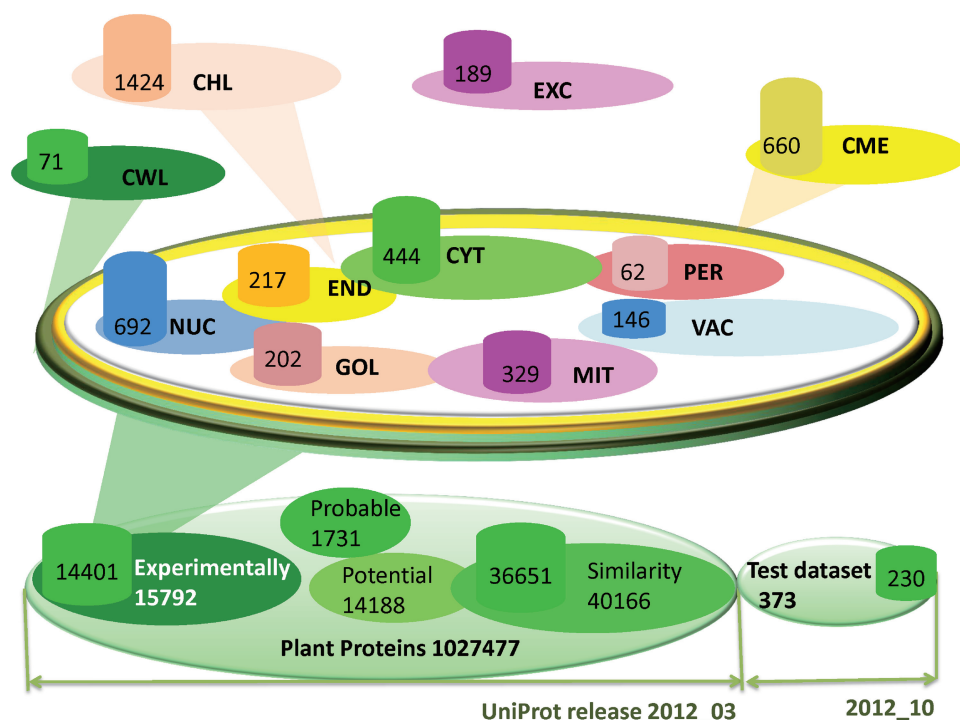 1424 CHL
189 EXC
71 CWL
660 CME
444 CYT
217 END
62 PER
692 NUC
146 VAC
202 GOL
329 MIT
Probable
1731
14401 Experimentally
15792
Potential
14188
36651 Similarity
40166
Test dataset
373
230
Plant Proteins 1027477
UniProt release 2012_03
2012_10